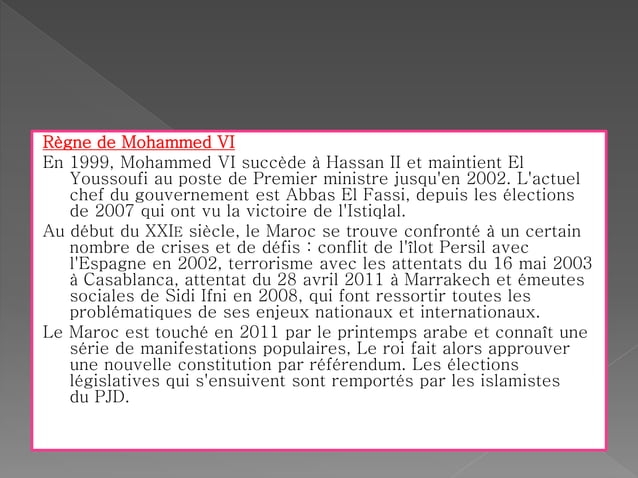 Règne de Mohammed VI
En 1999, Mohammed VI succède à Hassan II et maintient El
Youssoufi au poste de Premier ministre jusqu'en 2002. L'actuel
chef du gouvernement est Abbas El Fassi, depuis les élections
de 2007 qui ont vu la victoire de l'Istiqlal.
Au début du XXIE siècle, le Maroc se trouve confronté à un certain
nombre de crises et de défis : conflit de l'îlot Persil avec
l'Espagne en 2002, terrorisme avec les attentats du 16 mai 2003
à Casablanca, attentat du 28 avril 2011 à Marrakech et émeutes
sociales de Sidi Ifni en 2008, qui font ressortir toutes les
problématiques de ses enjeux nationaux et internationaux.
Le Maroc est touché en 2011 par le printemps arabe et connaît une
série de manifestations populaires, Le roi fait alors approuver
une nouvelle constitution par référendum. Les élections
législatives qui s'ensuivent sont remportés par les islamistes
du PJD.